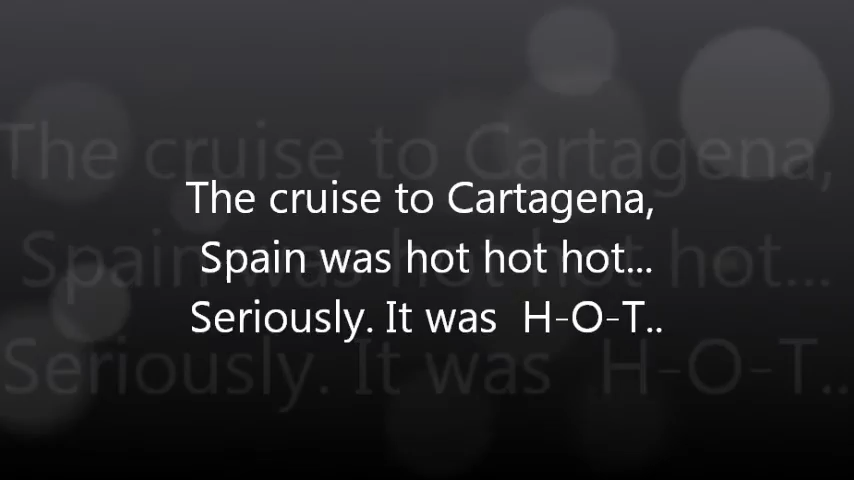 The cruise to Cartagena,
Spain was hot hot hot...
Seriously. It was  H-O-T..